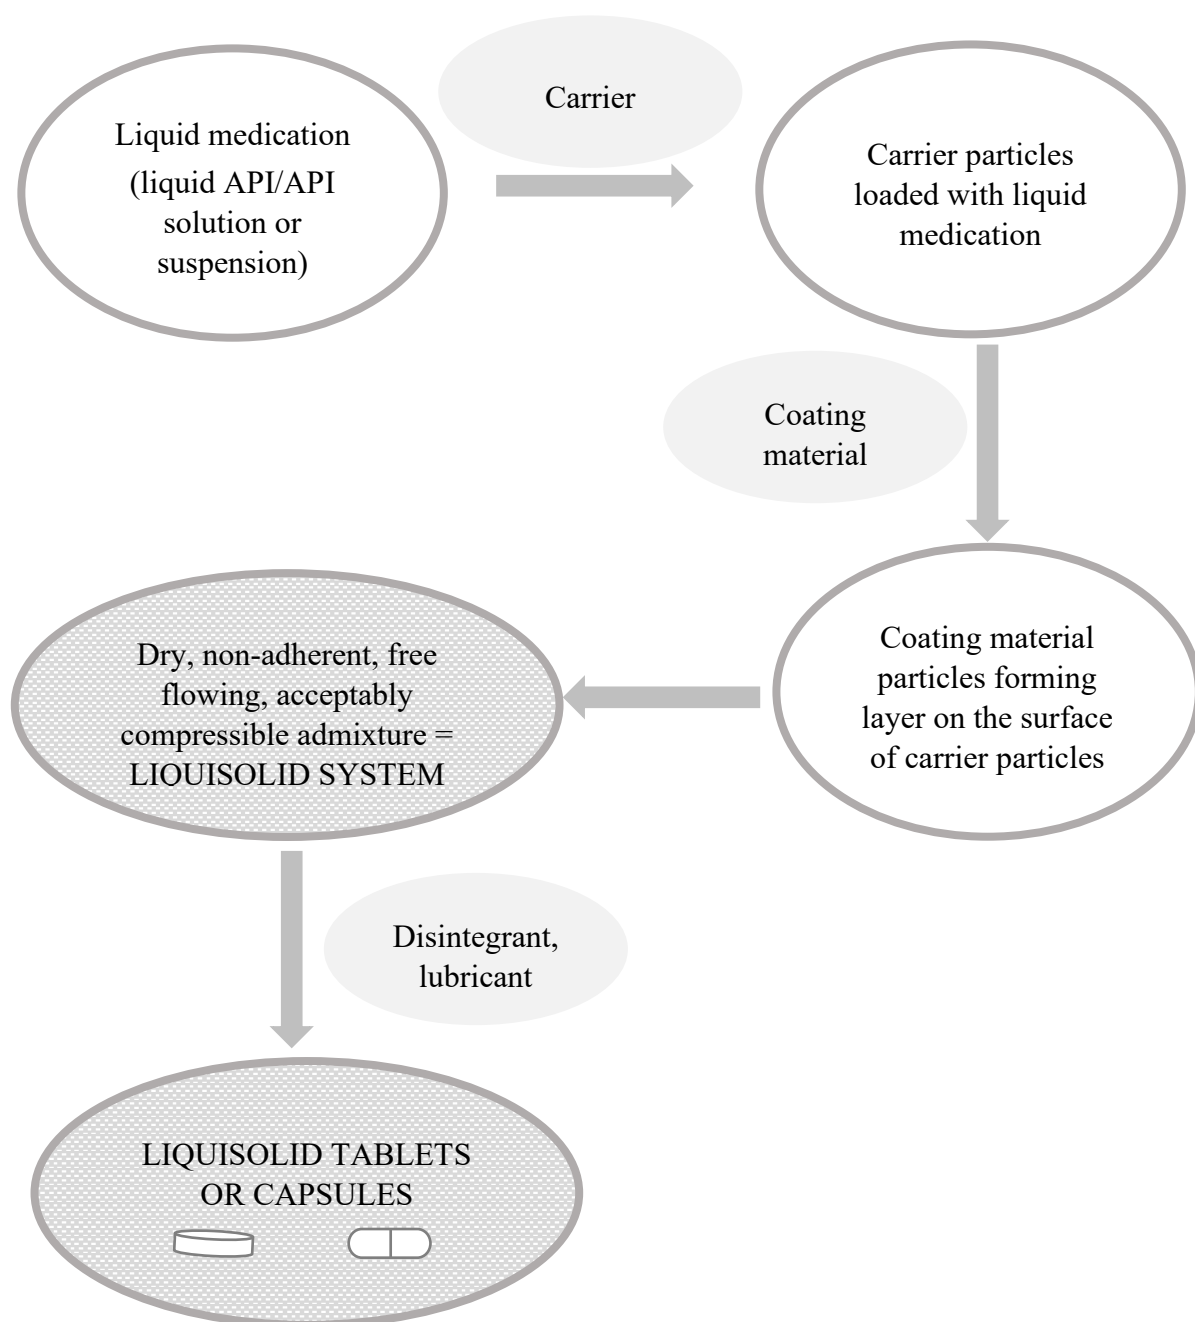 Liquid medication
(liquid API/API
solution or
suspension)
Carrier
Carrier particles
loaded with liquid
medication
Coating
material
Coating material
particles forming
layer on the surface
of carrier particles
Dry, non-adherent, free
flowing, acceptably
compressible admixture =
LIQUISOLID SYSTEM
Disintegrant,
lubricant
LIQUISOLID TABLETS
OR CAPSULES